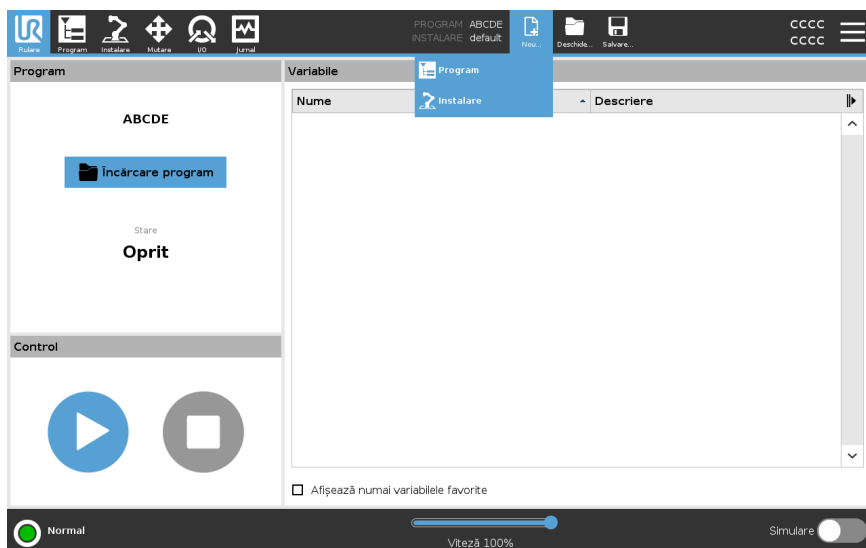 UR
PROGRAM ABCDE
CCCC
INSTALARE default
CCCC
Rulare Program Instalare Mutare I/O Jurnal Nou... Deschide... Salvare...
Program Variabile
Program
Instalare
Nume Descriere
ABCDE
Încărcare program
Stare
Oprit
Control
Afișează numai variabilele favorite
Normal
Viteză 100%
Simulare